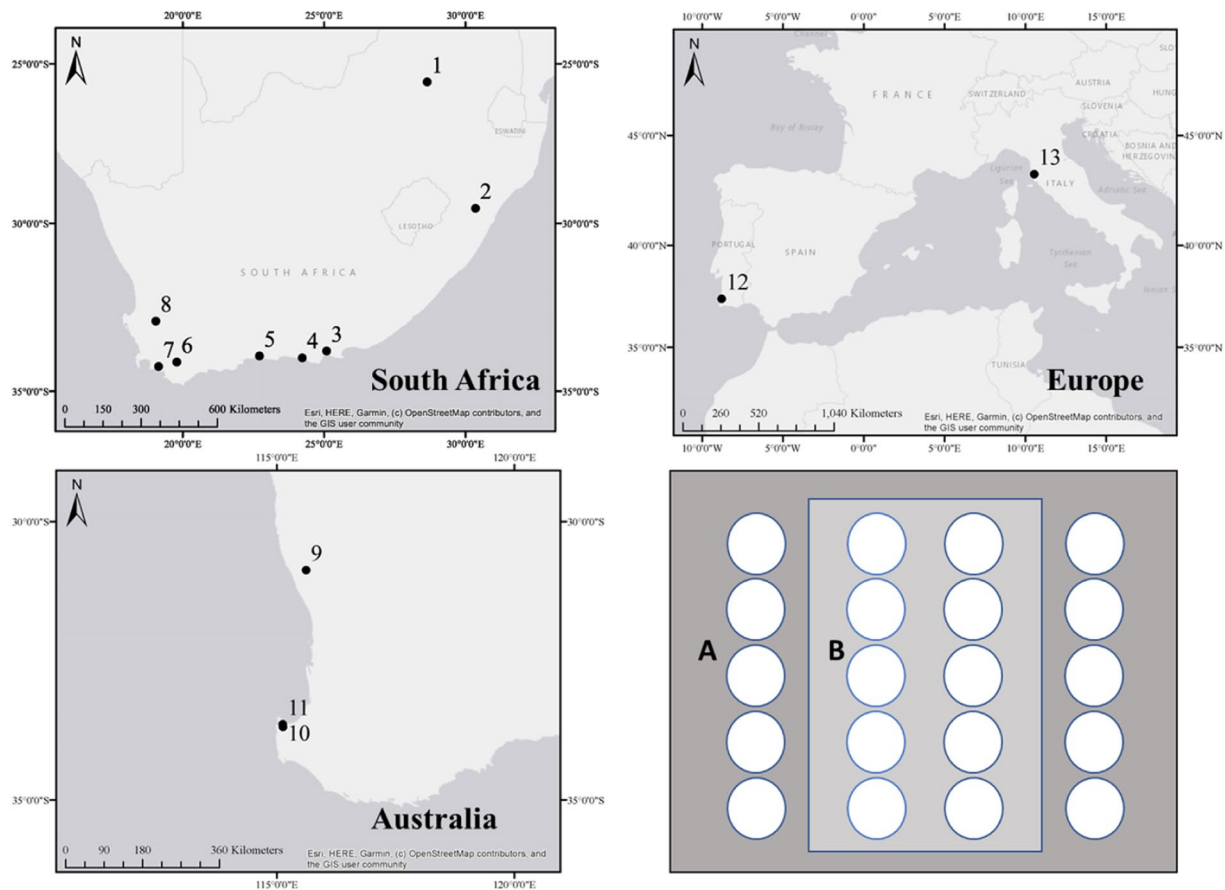 20°0'0"E 25°0'0"E 30°0'0"E
N
25°0'0"S
30°0'0"S
35°0'0"S
25°0'0"S
30°0'0"S
35°0'0"S
1
ESWATINI
2
LESOTHO
SOUTH AFRICA
8
7 6 5 4 3
South Africa
0 150 300 600 Kilometers
Esri, HERE, Garmin, (c) OpenStreetMap contributors, and
the GIS user community
20°0'0"E 25°0'0"E 30°0'0"E
10°0'0"W 5°0'0"W 0°0'0" 5°0'0"E 10°0'0"E 15°0'0"E
N
Channel
FRANCE
SWITZERLAND
AUSTRIA
SLO
HUNG
SLOVENIA
CROATIA
BOSNIA AND
HERZEGOVIN
Bay of Biscay
45°0'0"N
40°0'0"N
35°0'0"N
45°0'0"N
40°0'0"N
35°0'0"N
13
Ligurian
Sea
ITALY
Adriatic Sea
PORTUGAL
SPAIN
Tyrrhenian
Sea
12
Ionian S
TUNISIA
Europe
0 260 520 1,040 Kilometers
Esri, HERE, Garmin, (c) OpenStreetMap contributors, and
the GIS user community
10°0'0"W 5°0'0"W 0°0'0" 5°0'0"E 10°0'0"E 15°0'0"E
115°0'0"E 120°0'0"E
N
30°0'0"S
35°0'0"S
30°0'0"S
35°0'0"S
9
11
10
Australia
0 90 180 360 Kilometers
Esri, HERE, Garmin, (c) OpenStreetMap contributors, and
the GIS user community
115°0'0"E 120°0'0"E
A B